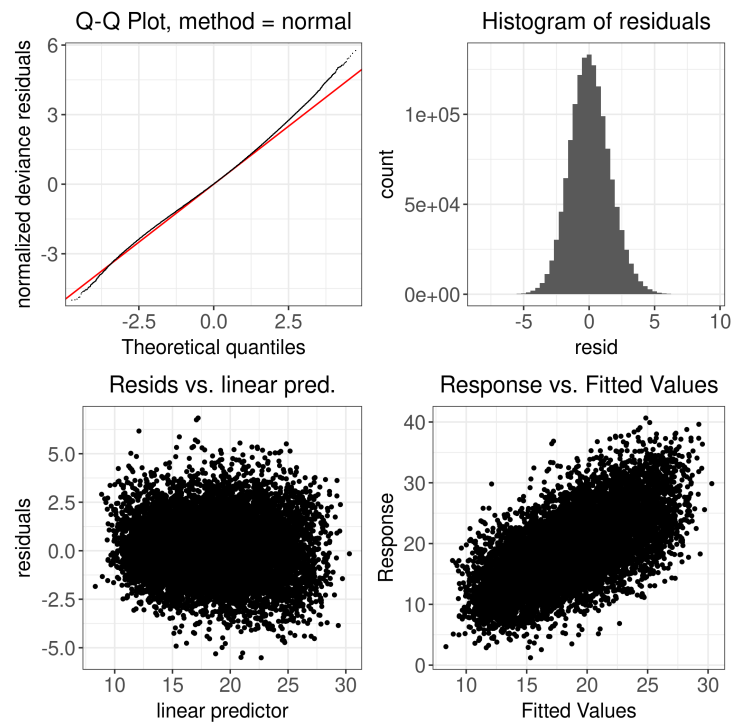 Q-Q Plot, method = normal
normalized deviance residuals
6
3
0
-3
-2.5 0.0 2.5
Theoretical quantiles
Histogram of residuals
count
1e+05
5e+04
0e+00
-5 0 5 10
resid
Resids vs. linear pred.
residuals
5.0
2.5
0.0
-2.5
-5.0
10 15 20 25 30
linear predictor
Response vs. Fitted Values
Response
40
30
20
10
0
10 15 20 25 30
Fitted Values